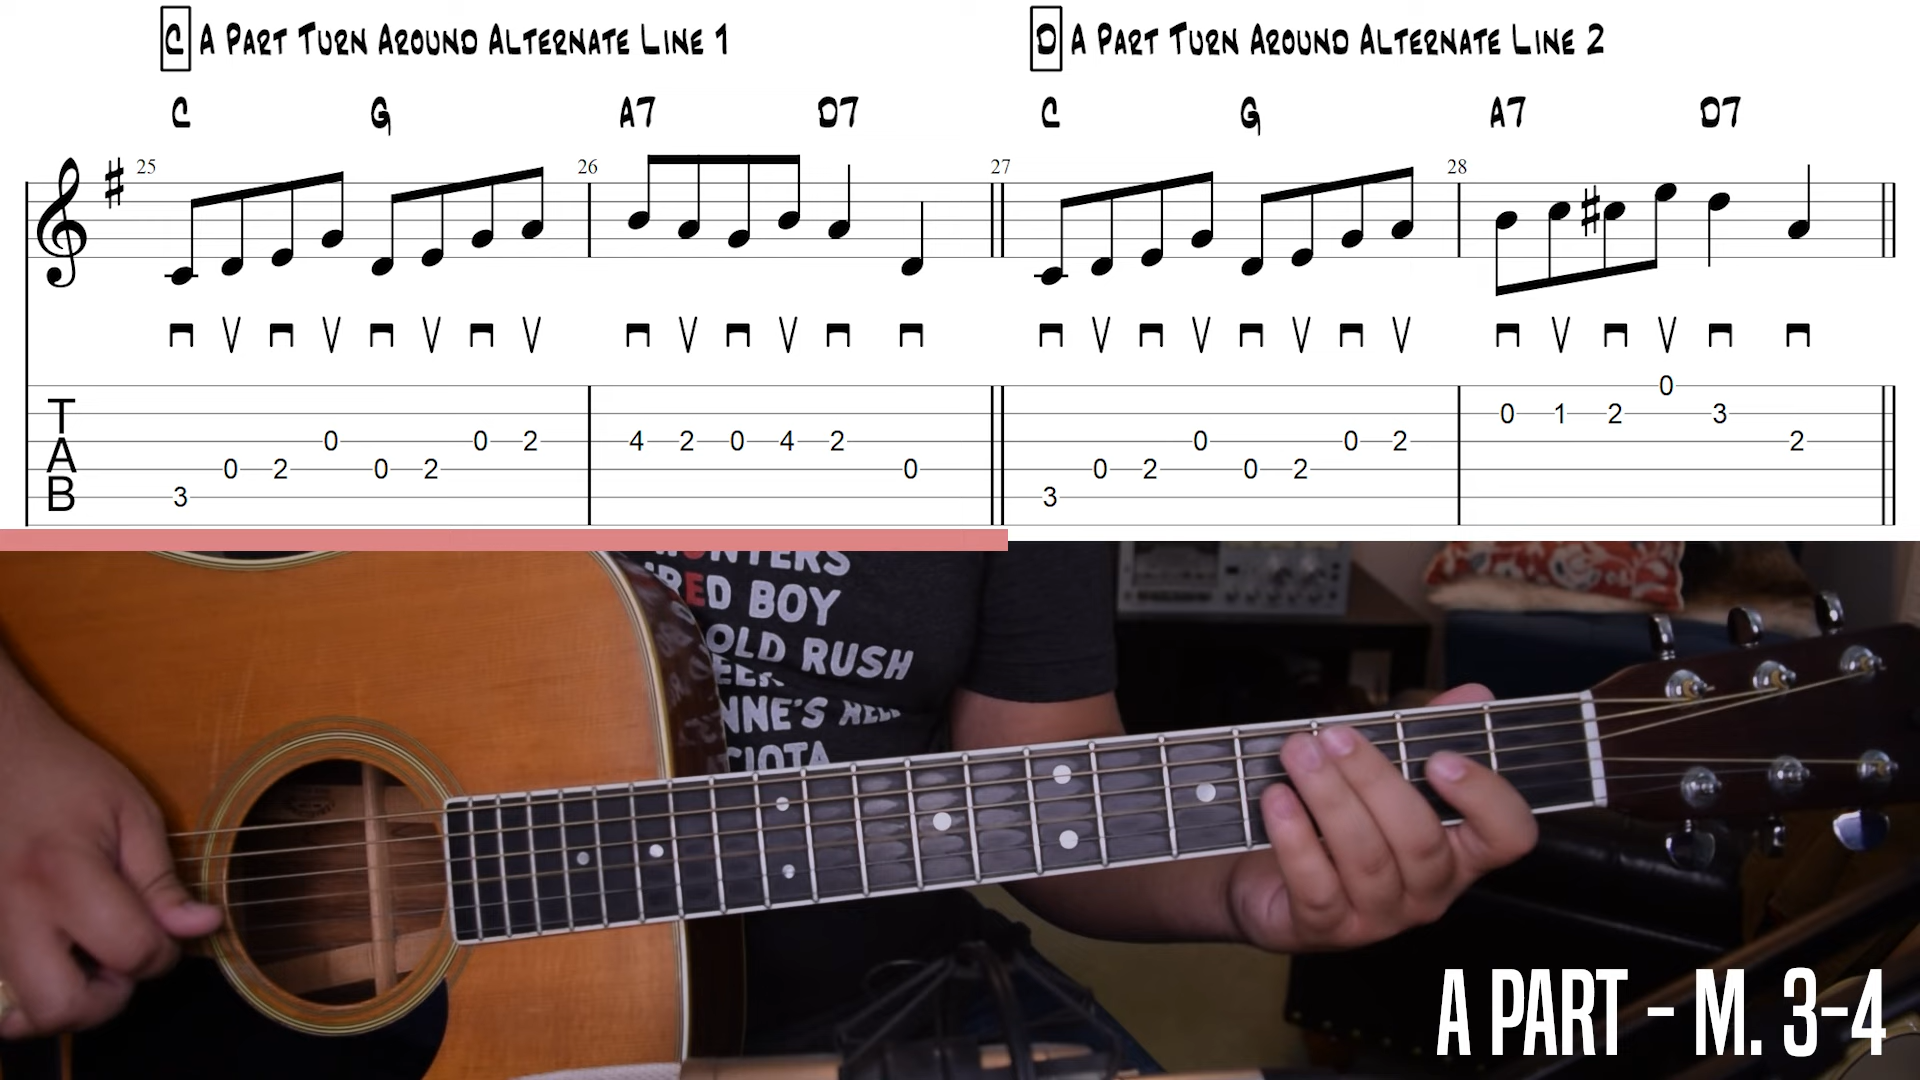 C A PART TURN AROUND ALTERNATE LINE 1 D A PART TURN AROUND ALTERNATE LINE 2
C G A7 D7 C G A7 D7
25 26 27 28
0
0 1 2 3
0 0 2 4 2 0 4 2 0 0 2 2
T
0 2 0 2 0 0 2 0 2
A
3 3
B
RED BOY
OLD RUSH
NNE'S
A PART - M. 3-4